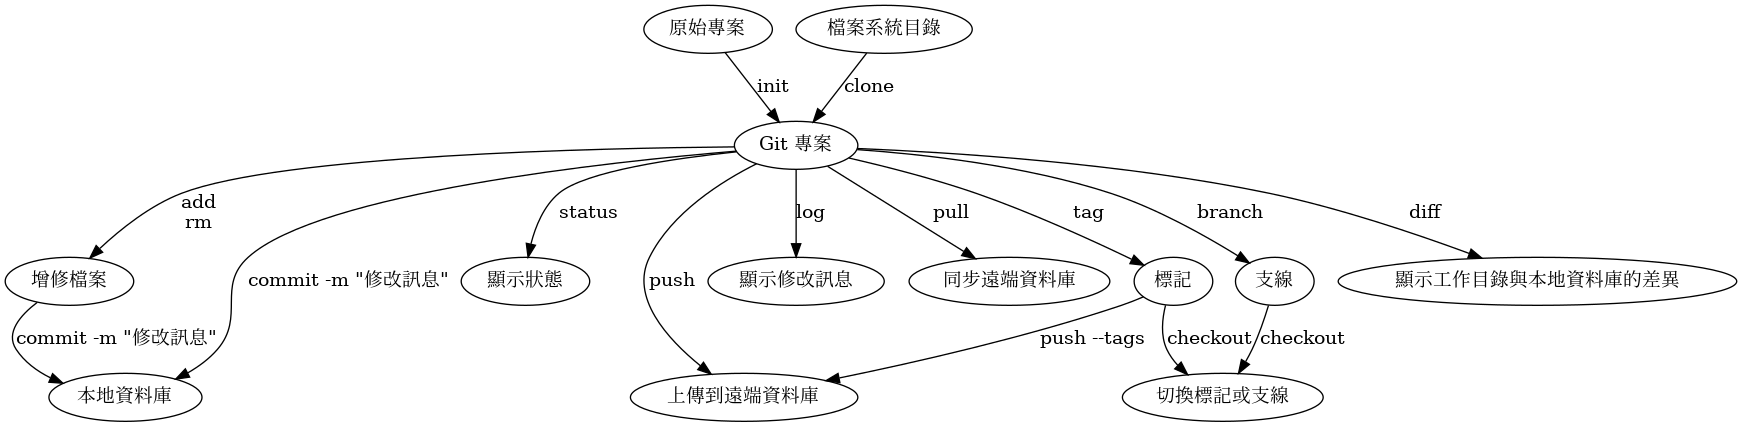 原始專案
檔案系統目錄
init
clone
Git 專案
add
rm
commit -m "修改訊息"
status
push
log
pull
tag
branch
diff
增修檔案
顯示狀態
顯示修改訊息
同步遠端資料庫
標記
支線
顯示工作目錄與本地資料庫的差異
commit -m "修改訊息"
push --tags
checkout
checkout
本地資料庫
上傳到遠端資料庫
切換標記或支線